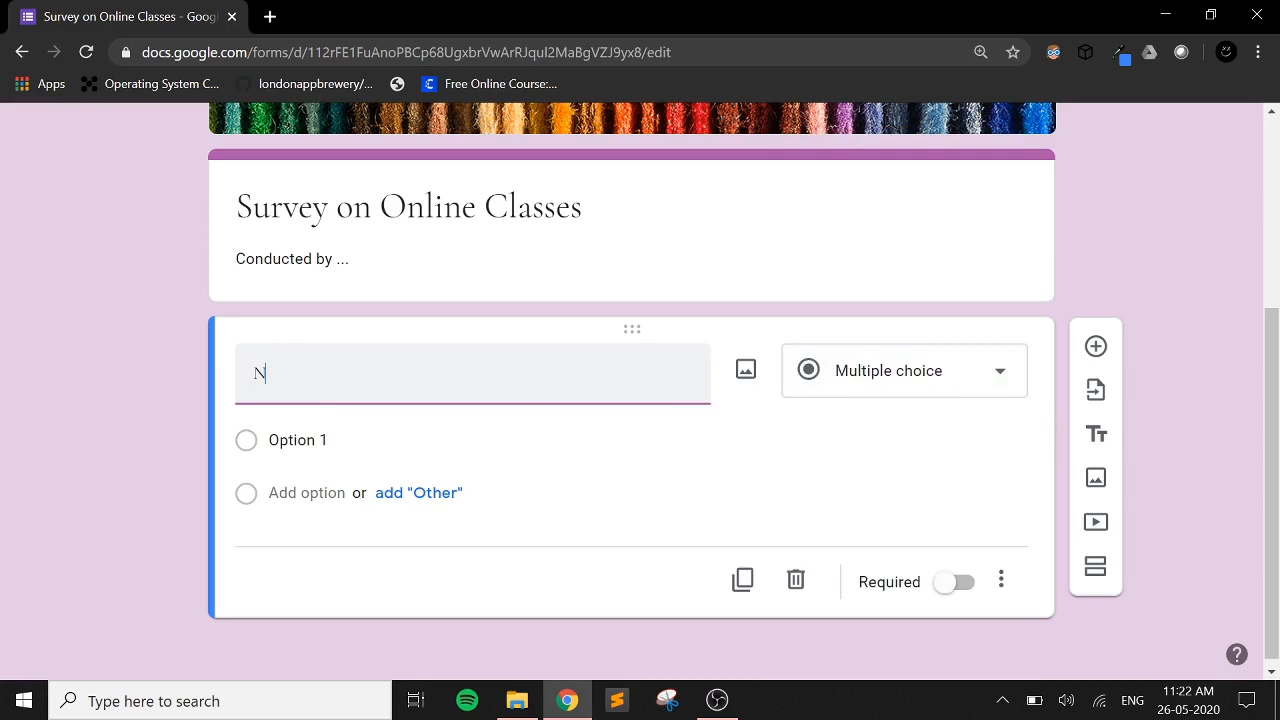 Survey on Online Classes - Goog
docs.google.com/forms/d/112rFE1FuAnoPBCp68UgxbrVwArRJqul2MaBgVZJ9yx8/edit
Apps
Operating System C...
londonappbrewery/...
Free Online Course:...
Survey on Online Classes
Conducted by ...
N
Multiple choice
Option 1
Add option or add "Other"
Required
Type here to search
ENG
11:22 AM
26-05-2020